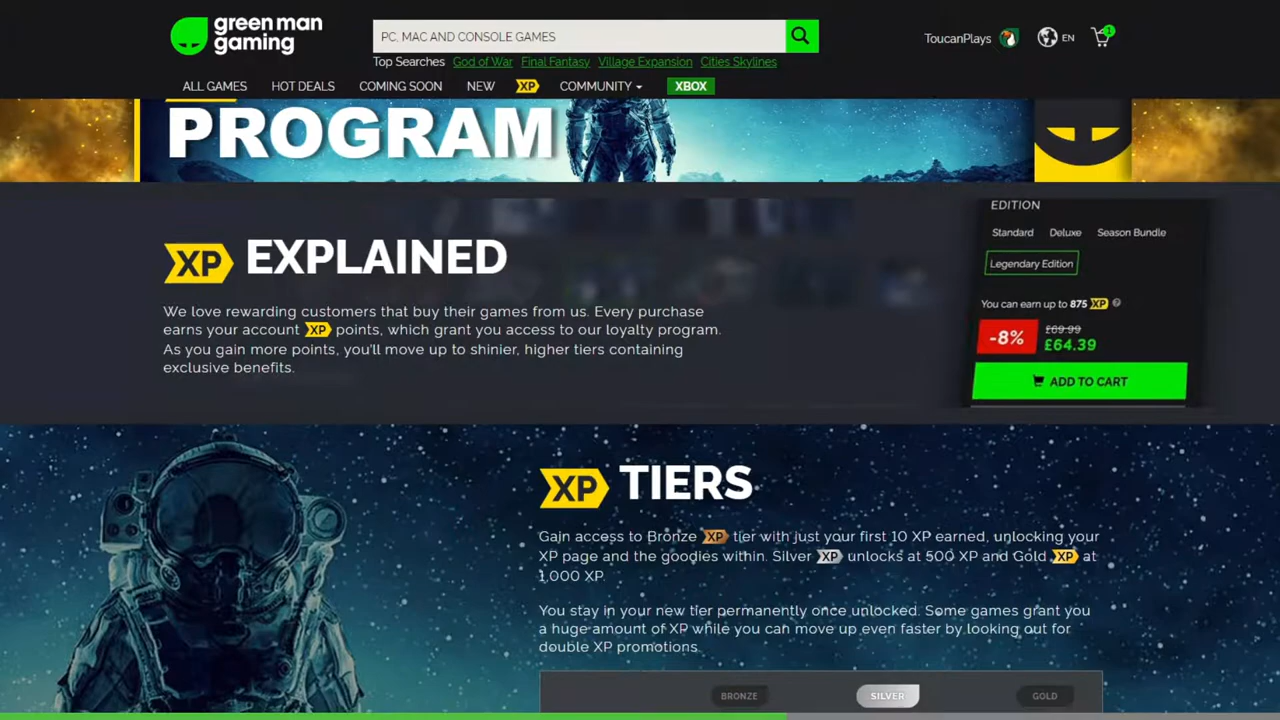 green man
gaming
PC, MAC AND CONSOLE GAMES
ToucanPlays
EN
1
Top Searches God of War Final Fantasy Village Expansion Cities Skylines
ALL GAMES HOT DEALS COMING SOON NEW XP COMMUNITY XBOX
PROGRAM
XP EXPLAINED
We love rewarding customers that buy their games from us. Every purchase
earns your account XP points, which grant you access to our loyalty program.
As you gain more points, you'll move up to shinier, higher tiers containing
exclusive benefits.
EDITION
Standard Deluxe Season Bundle
Legendary Edition
You can earn up to 875 XP
-8% £69.99
£64.39
ADD TO CART
XP TIERS
Gain access to Bronze XP tier with just your first 10 XP earned, unlocking your
XP page and the goodies within. Silver XP unlocks at 500 XP and Gold XP at
1,000 XP.
You stay in your new tier permanently once unlocked. Some games grant you
a huge amount of XP while you can move up even faster by looking out for
double XP promotions.
BRONZE SILVER GOLD